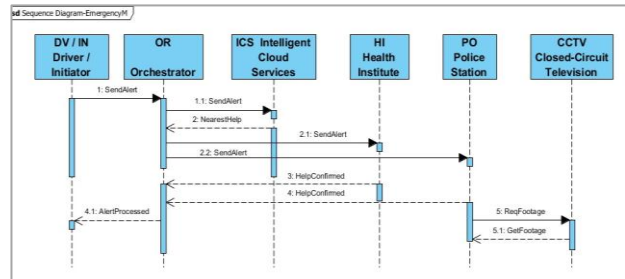 sd Sequence Diagram-EmergencyM
DV / IN
Driver /
Initiator
OR
Orchestrator
ICS Intelligent
Cloud
Services
HI
Health
Institute
PO
Police
Station
CCTV
Closed-Circuit
Television
1: SendAlert
1.1: SendAlert
2: NearestHelp
2.1: SendAlert
2.2: SendAlert
3: HelpConfirmed
4: HelpConfirmed
4.1: AlertProcessed
5: ReqFootage
5.1: GetFootage